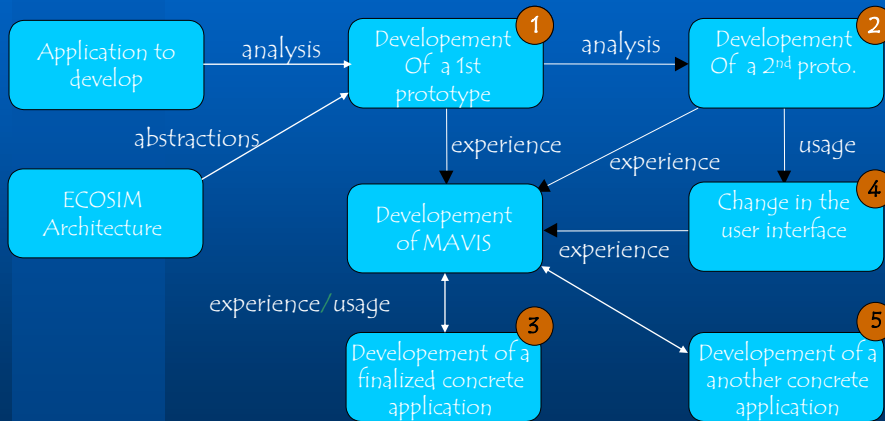 1
2
Application to
develop
analysis
Developement
Of a 1st
prototype
analysis
Developement
Of a 2nd proto.
abstractions
experience
experience
usage
ECOSIM
Architecture
Developement
of MAVIS
4
Change in the
user interface
experience
experience/usage
3
5
Developement of a
finalized concrete
application
Developement of a
another concrete
application